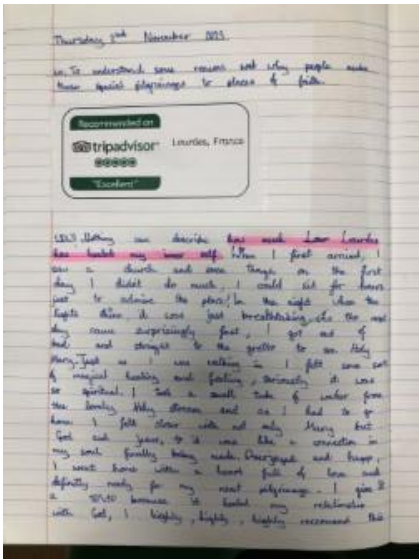 Thursday 2nd November 2023
L.O. To understand some reasons why people make
these special pilgrimages to places of faith.
Recommended on
tripadvisor
Lourdes, France
"Excellent"
Nothing can describe how much Lourdes
has healed my inner self. When I first arrived, I
saw a church and some things on the first
day I didn't do much, I could sit for hours
just to admire the place! In the night when the
lights shine, it was just breathtaking. As the next
day came surprisingly fast, I got out of
bed and straight to the grotto to see Holy
Mary. Just as I was walking in I felt some sort
of magical healing and feeling, seriously it was
so spiritual. I took a small tube of water from
the lovely Holy stream and as I had to go
home I felt closer with not only Mary but
God and Jesus, it was like a connection in
my soul finally being made. Overjoyed and happy,
I went home with a heart full of love and
definitly ready for my next pilgrimage. I give it
a 10/10 because it healed my relationship
with God, I highly, highly, highly recommend this